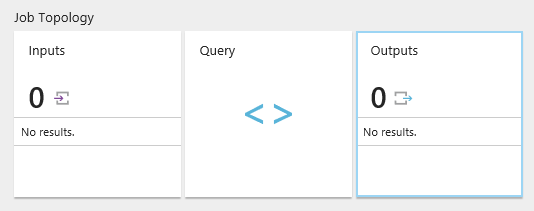 Job Topology
Inputs
0
No results.
Query
< >
Outputs
0
No results.